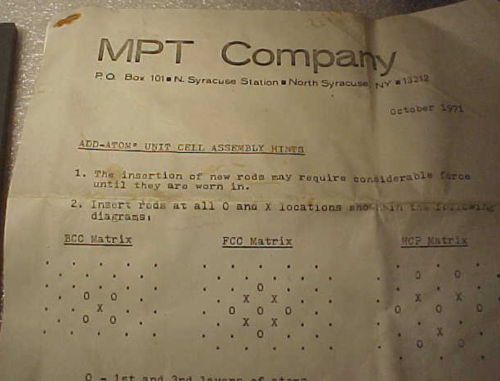 MPT Company
P.O. Box 101 ■ N. Syracuse Station ■ North Syracuse, NY ■ 13212
October 1971
ADD-ATOM® UNIT CELL ASSEMBLY HINTS
1. The insertion of new rods may require considerable force
until they are worn in.
2. Insert rods at all O and X locations shown in the following
diagrams:
BCC Matrix FCC Matrix HCP Matrix
O O O
O X X X X
O O O O O O O O
X
O O X X X
O O O
O - 1st and 3rd layers of atoms